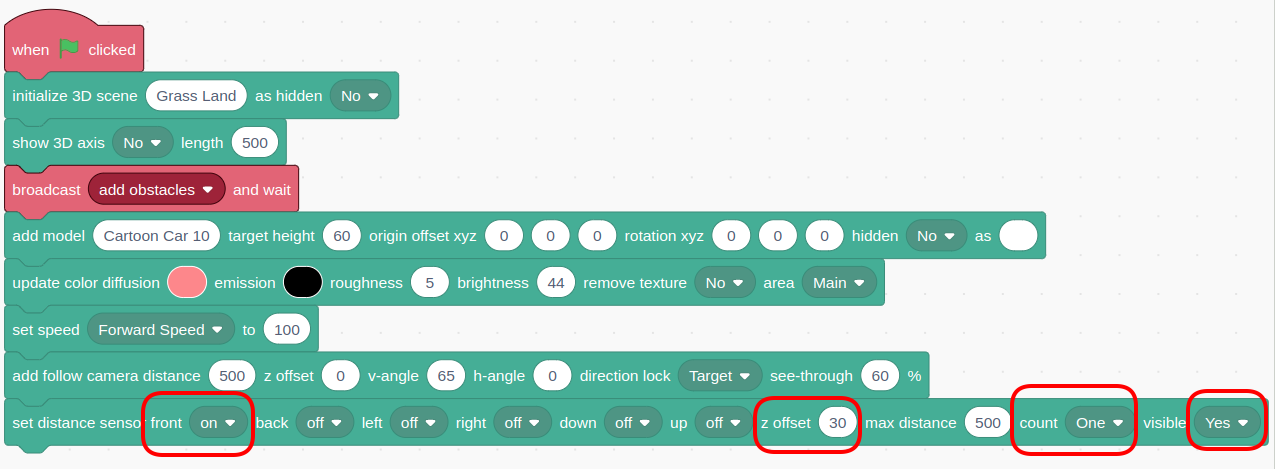 when clicked
initialize 3D scene Grass Land as hidden No
show 3D axis No length 500
broadcast add obstacles and wait
add model Cartoon Car 10 target height 60 origin offset xyz 0 0 0 rotation xyz 0 0 0 hidden No as
update color diffusion emission roughness 5 brightness 44 remove texture No area Main
set speed Forward Speed to 100
add follow camera distance 500 z offset 0 v-angle 65 h-angle 0 direction lock Target see-through 60 %
set distance sensor front on back off left off right off down off up off z offset 30 max distance 500 count One visible Yes